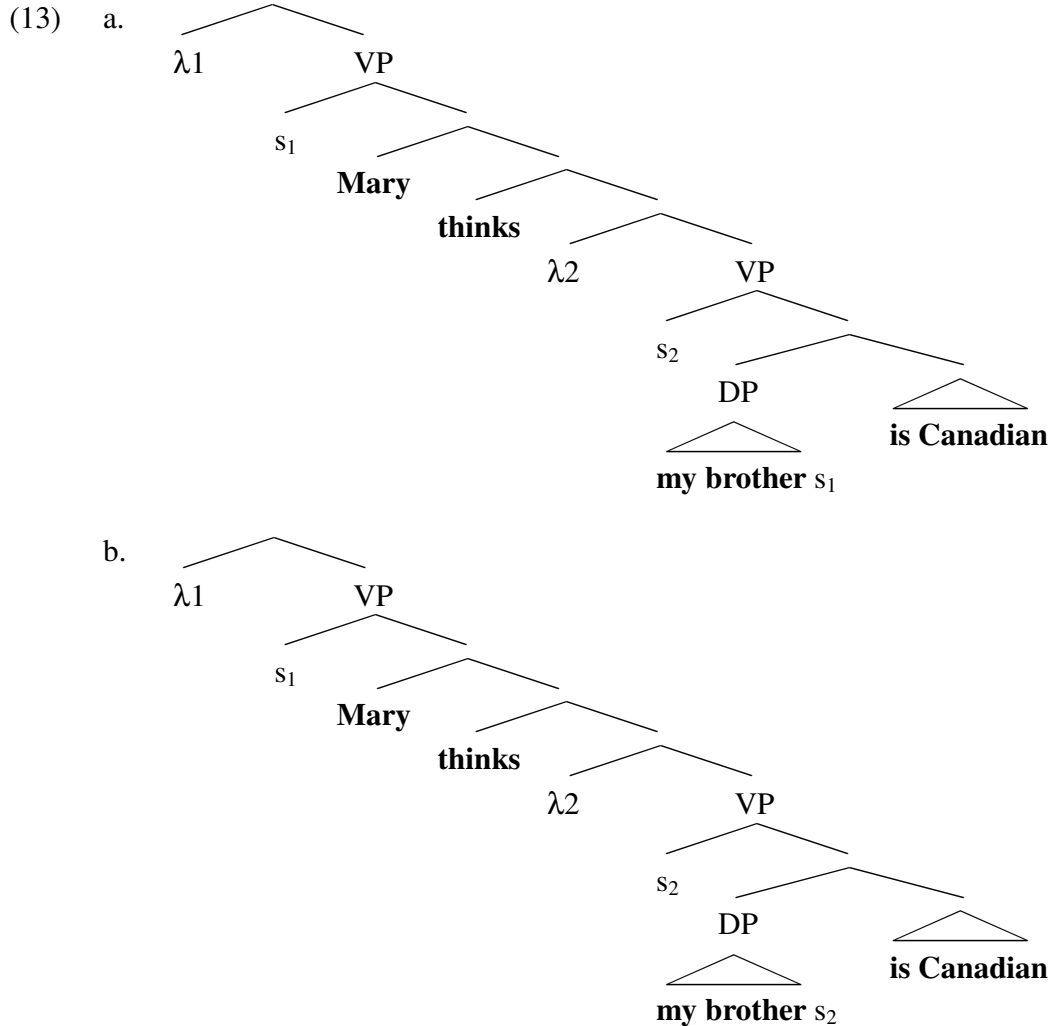 (13) a.
λ1 VP
s₁
Mary
thinks
λ2 VP
s₂
DP
is Canadian
my brother s₁
b.
λ1 VP
s₁
Mary
thinks
λ2 VP
s₂
DP
is Canadian
my brother s₂